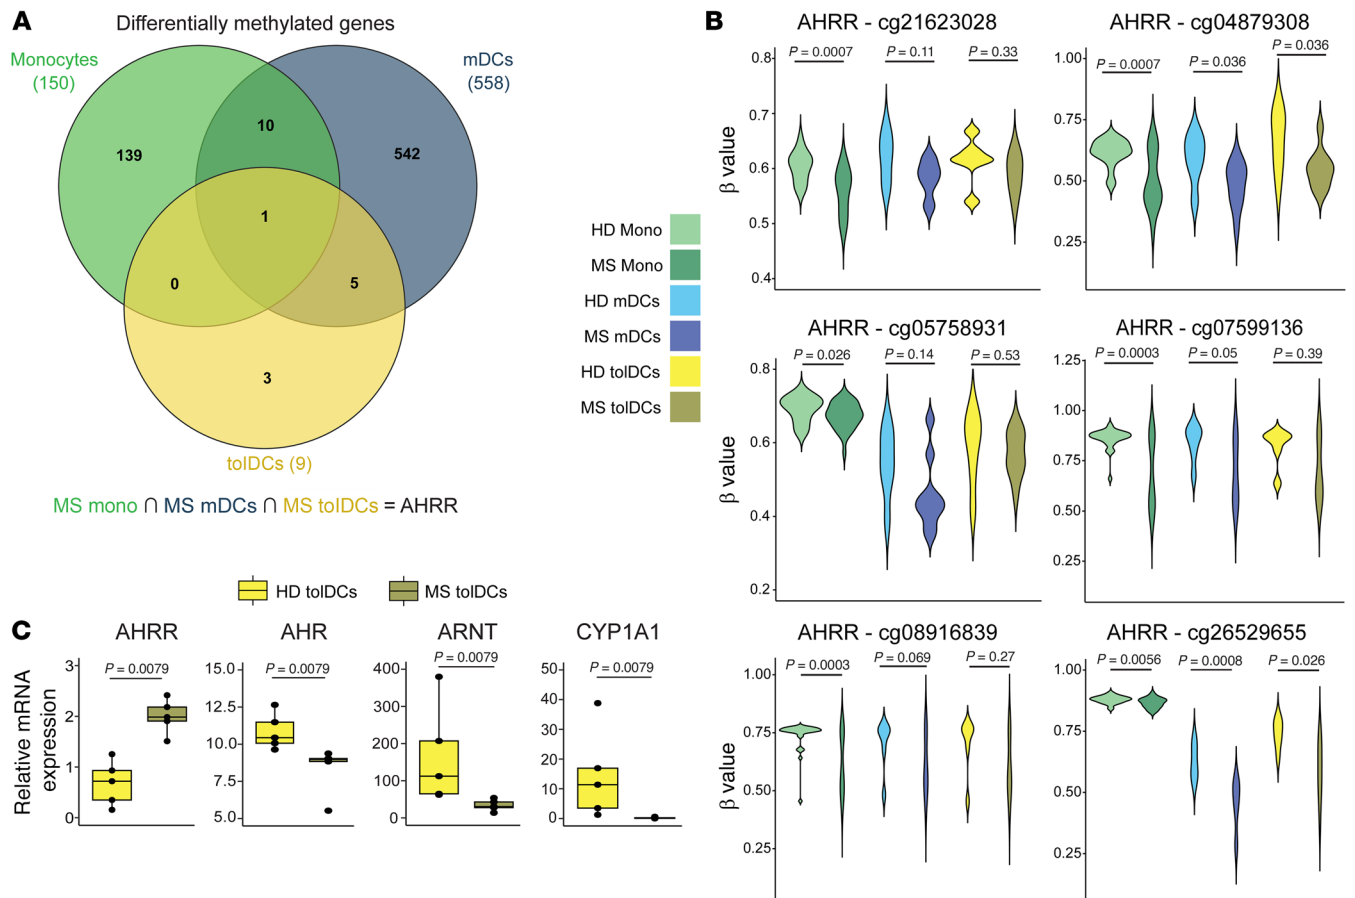 A
Differentially methylated genes
Monocytes
(150)
mDCs
(558)
10
139
542
1
0
5
3
tolDCs (9)
MS mono ∩ MS mDCs ∩ MS tolDCs = AHRR
HD Mono
MS Mono
HD mDCs
MS mDCs
HD tolDCs
MS tolDCs
B
AHRR - cg21623028
P = 0.0007
P = 0.11
P = 0.33
β value
0.8
0.7
0.6
0.5
0.4
AHRR - cg04879308
P = 0.0007
P = 0.036
P = 0.036
1.00
0.75
0.50
0.25
AHRR - cg05758931
P = 0.026
P = 0.14
P = 0.53
β value
0.8
0.6
0.4
0.2
AHRR - cg07599136
P = 0.0003
P = 0.05
P = 0.39
1.25
1.00
0.75
0.50
0.25
AHRR - cg08916839
P = 0.0003
P = 0.069
P = 0.27
β value
1.00
0.75
0.50
0.25
AHRR - cg26529655
P = 0.0056
P = 0.0008
P = 0.026
1.00
0.75
0.50
0.25
C
HD tolDCs
MS tolDCs
Relative mRNA
expression
AHRR
P = 0.0079
3
2
1
0
AHR
P = 0.0079
15.0
12.5
10.0
7.5
5.0
ARNT
P = 0.0079
400
300
200
100
0
CYP1A1
P = 0.0079
50
40
30
20
10
0